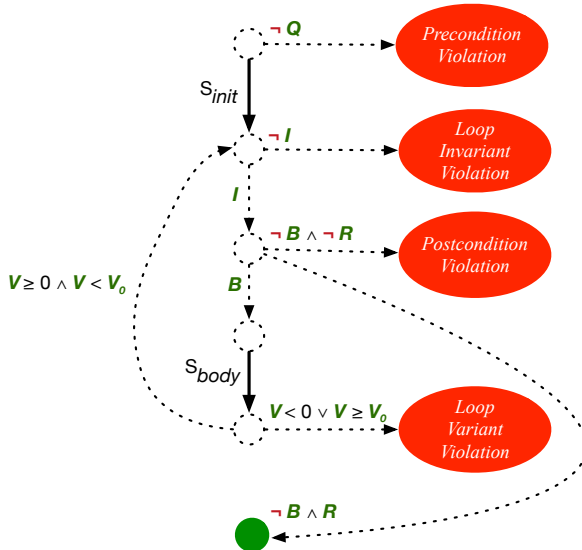 ¬ Q
Precondition
Violation
S_init
¬ I
Loop
Invariant
Violation
I
¬ B ∧ ¬ R
Postcondition
Violation
V ≥ 0 ∧ V < V₀
B
S_body
V < 0 ∨ V ≥ V₀
Loop
Variant
Violation
¬ B ∧ R